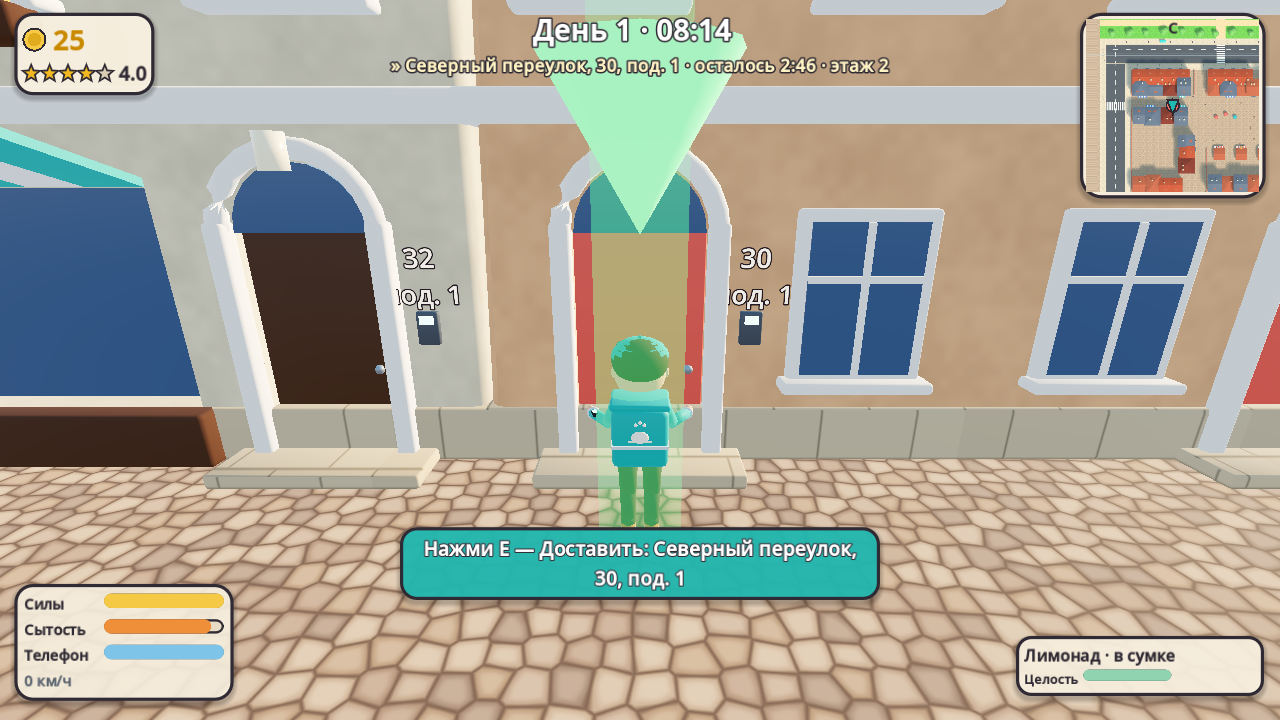 25
4.0
День 1 · 08:14
» Северный переулок, 30, под. 1 · осталось 2:46 · этаж 2
С
32
под. 1
30
под. 1
Нажми E — Доставить: Северный переулок,
30, под. 1
Силы
Сытость
Телефон
0 км/ч
Лимонад · в сумке
Целость